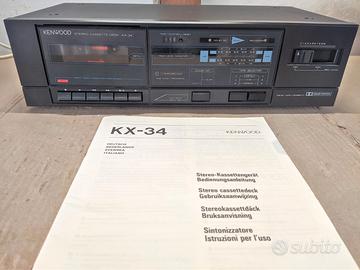 KENWOOD STEREO CASSETTE DECK KX-34
KX-34
KENWOOD
DEUTSCH
NEDERLANDS
SVENSKA
ITALIANO
Stereo-Kassettengerät
Bedienungsanleitung
Stereo cassettedeck
Gebruiksaanwijzing
Stereokassettdäck
Bruksanvisning
Sintonizzatore
Istruzioni per l'uso
subito